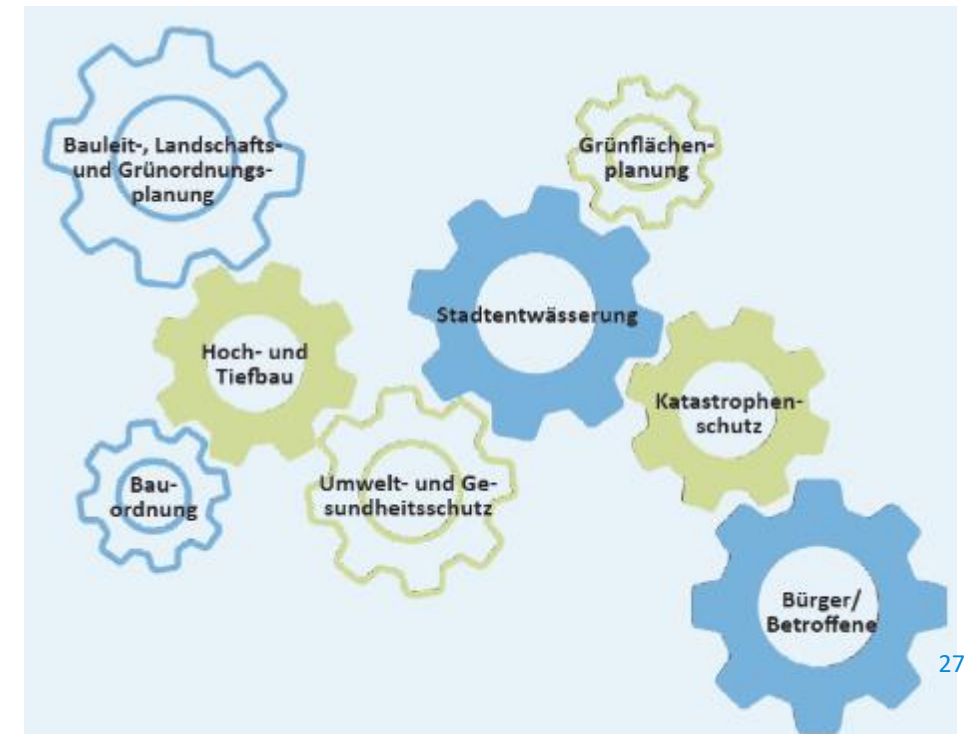 Bauleit-, Landschafts-
und Grünordnungs-
planung
Grünflächen-
planung
Stadtentwässerung
Hoch- und
Tiefbau
Katastrophen-
schutz
Bau-
ordnung
Umwelt- und Ge-
sundheitsschutz
Bürger/
Betroffene
27